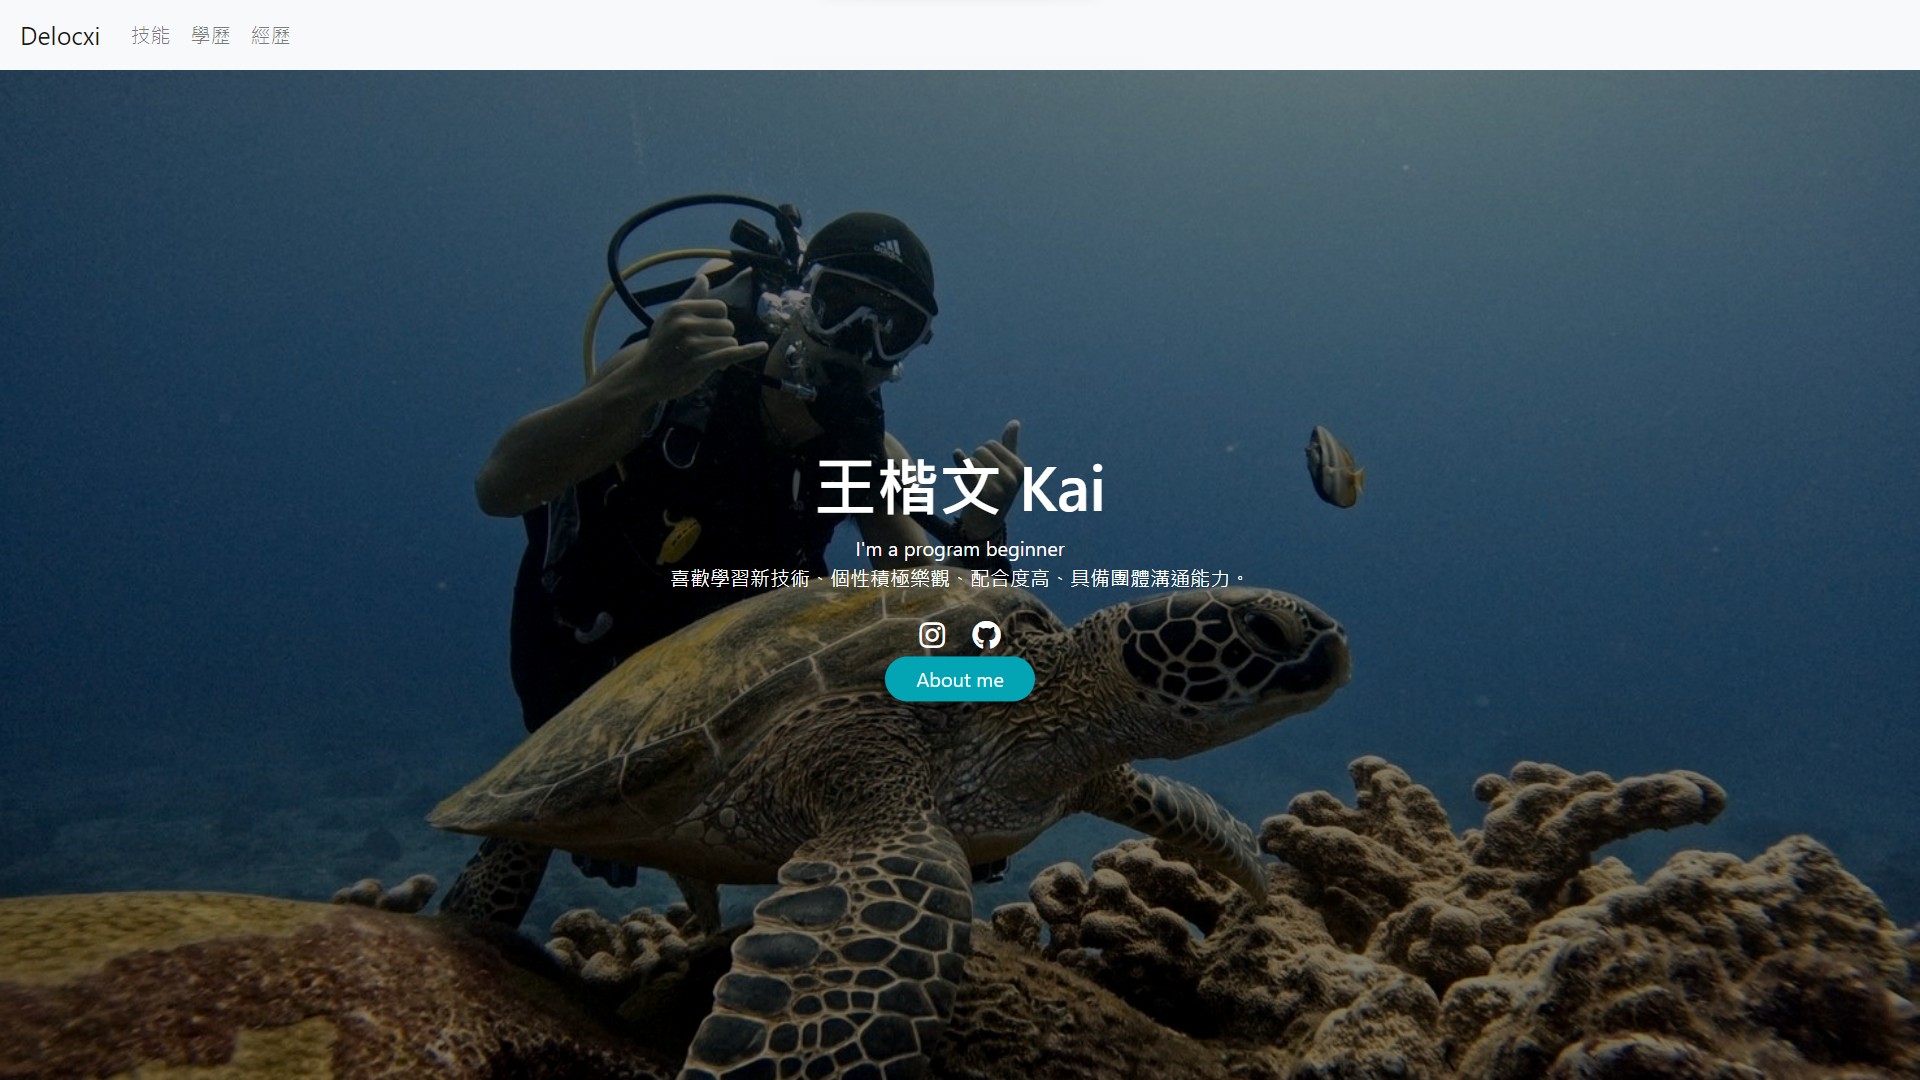 Delocxi 技能 學歷 經歷
王楷文 Kai
I'm a program beginner
喜歡學習新技術、個性積極樂觀、配合度高、具備團體溝通能力。
About me